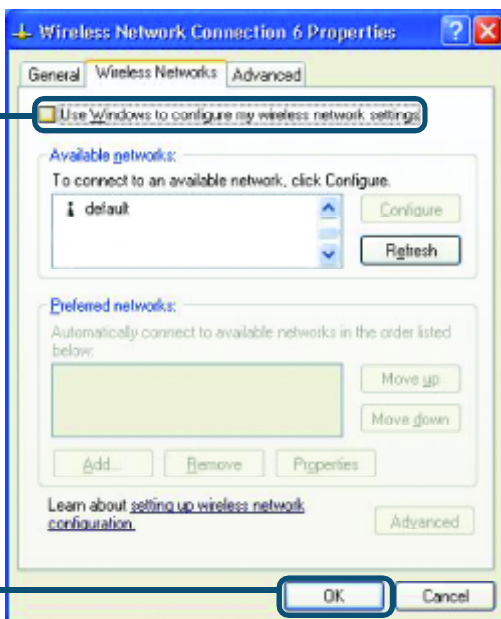 Wireless Network Connection 6 Properties
General Wireless Networks Advanced
Use Windows to configure my wireless network settings
Available networks:
To connect to an available network, click Configure.
default
Configure
Refresh
Preferred networks:
Automatically connect to available networks in the order listed
below:
Move up
Move down
Add... Remove Properties
Learn about setting up wireless network
configuration.
Advanced
OK Cancel